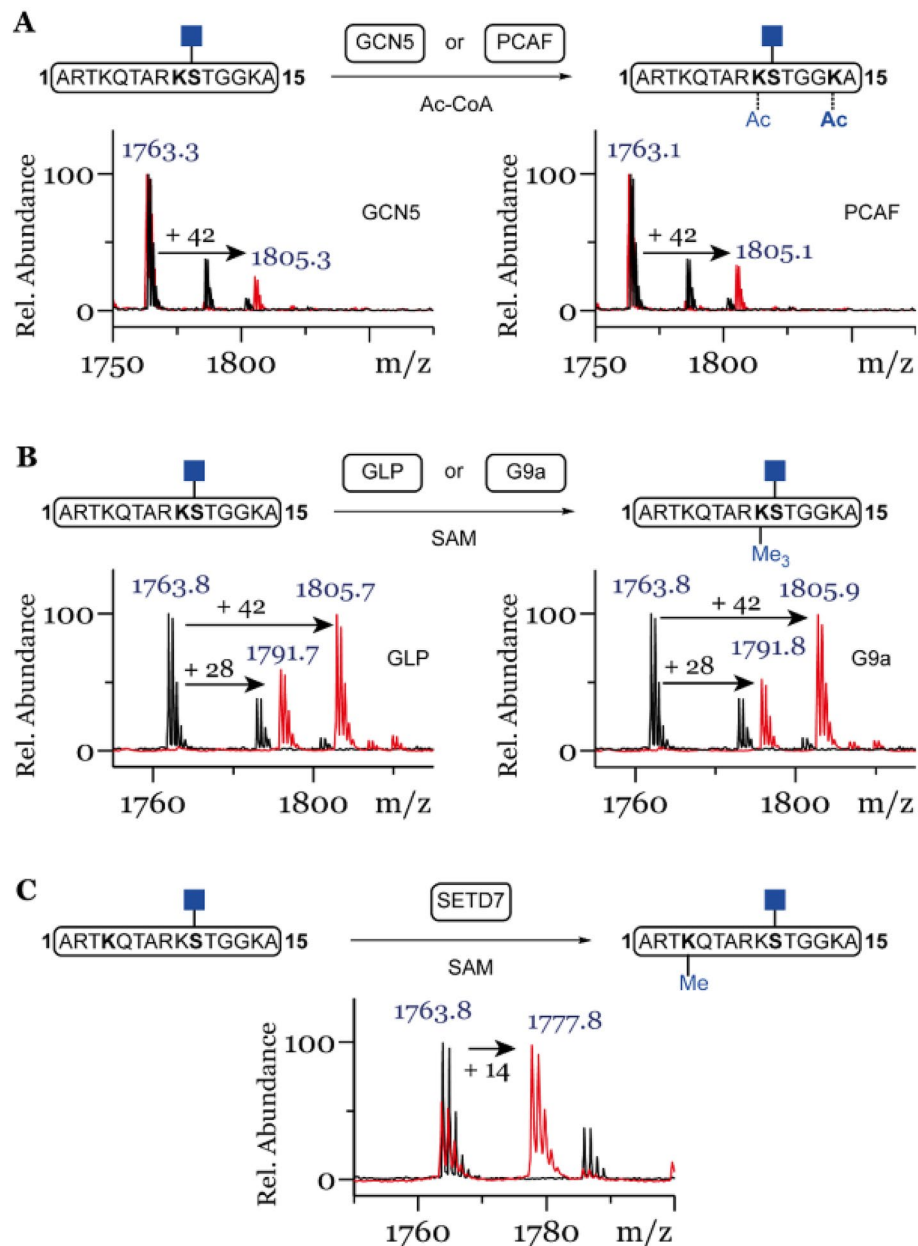 A
GCN5 or PCAF
1 ARTKQTARKSTGGKA 15
Ac-CoA
1 ARTKQTARKSTGGKA 15
Ac Ac
1763.3
100
GCN5
+ 42
1805.3
0
Rel. Abundance
1750 1800 m/z
1763.1
100
PCAF
+ 42
1805.1
0
Rel. Abundance
1750 1800 m/z
B
GLP or G9a
1 ARTKQTARKSTGGKA 15
SAM
1 ARTKQTARKSTGGKA 15
Me3
1763.8 1805.7
100
+ 42
1791.7
GLP
+ 28
0
Rel. Abundance
1760 1800 m/z
1763.8 1805.9
100
+ 42
1791.8
G9a
+ 28
0
Rel. Abundance
1760 1800 m/z
C
SETD7
1 ARTKQTARKSTGGKA 15
SAM
1 ARTKQTARKSTGGKA 15
Me
1763.8 1777.8
100
+ 14
0
Rel. Abundance
1760 1780 m/z